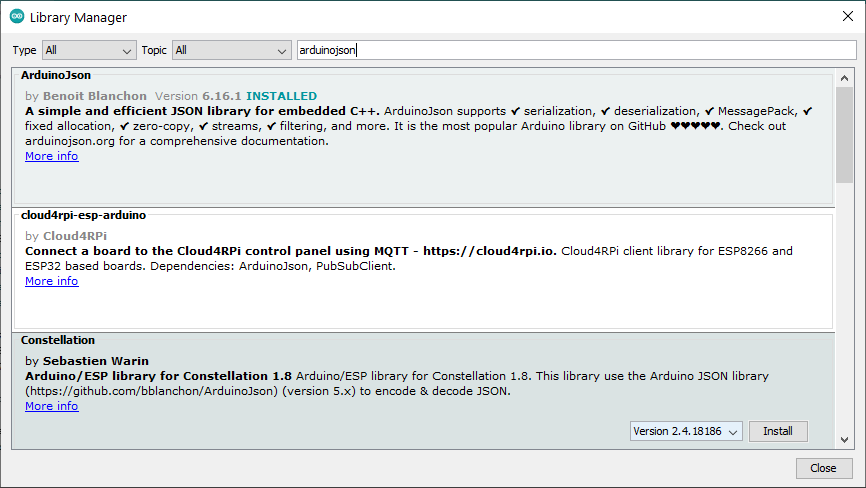 Library Manager
Type All Topic All arduinojson
ArduinoJson
by Benoit Blanchon Version 6.16.1 INSTALLED
A simple and efficient JSON library for embedded C++. ArduinoJson supports ✔ serialization, ✔ deserialization, ✔ MessagePack, ✔
fixed allocation, ✔ zero-copy, ✔ streams, ✔ filtering, and more. It is the most popular Arduino library on GitHub ❤❤❤❤❤. Check out
arduinojson.org for a comprehensive documentation.
More info
cloud4rpi-esp-arduino
by Cloud4RPi
Connect a board to the Cloud4RPi control panel using MQTT - https://cloud4rpi.io. Cloud4RPi client library for ESP8266 and
ESP32 based boards. Dependencies: ArduinoJson, PubSubClient.
More info
Constellation
by Sebastien Warin
Arduino/ESP library for Constellation 1.8 Arduino/ESP library for Constellation 1.8. This library use the Arduino JSON library
(https://github.com/bblanchon/ArduinoJson) (version 5.x) to encode & decode JSON.
More info
Version 2.4.18186 Install
Close